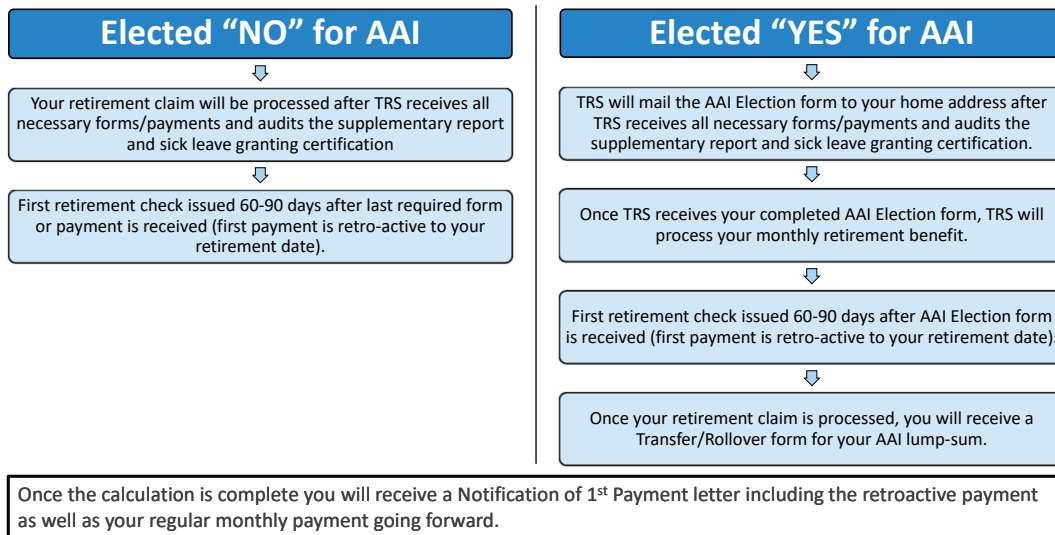 Elected “NO” for AAI
Your retirement claim will be processed after TRS receives all
necessary forms/payments and audits the supplementary report
and sick leave granting certification
First retirement check issued 60-90 days after last required form
or payment is received (first payment is retro-active to your
retirement date).
Elected “YES” for AAI
TRS will mail the AAI Election form to your home address after
TRS receives all necessary forms/payments and audits the
supplementary report and sick leave granting certification.
Once TRS receives your completed AAI Election form, TRS will
process your monthly retirement benefit.
First retirement check issued 60-90 days after AAI Election form
is received (first payment is retro-active to your retirement date).
Once your retirement claim is processed, you will receive a
Transfer/Rollover form for your AAI lump-sum.
Once the calculation is complete you will receive a Notification of 1st Payment letter including the retroactive payment
as well as your regular monthly payment going forward.